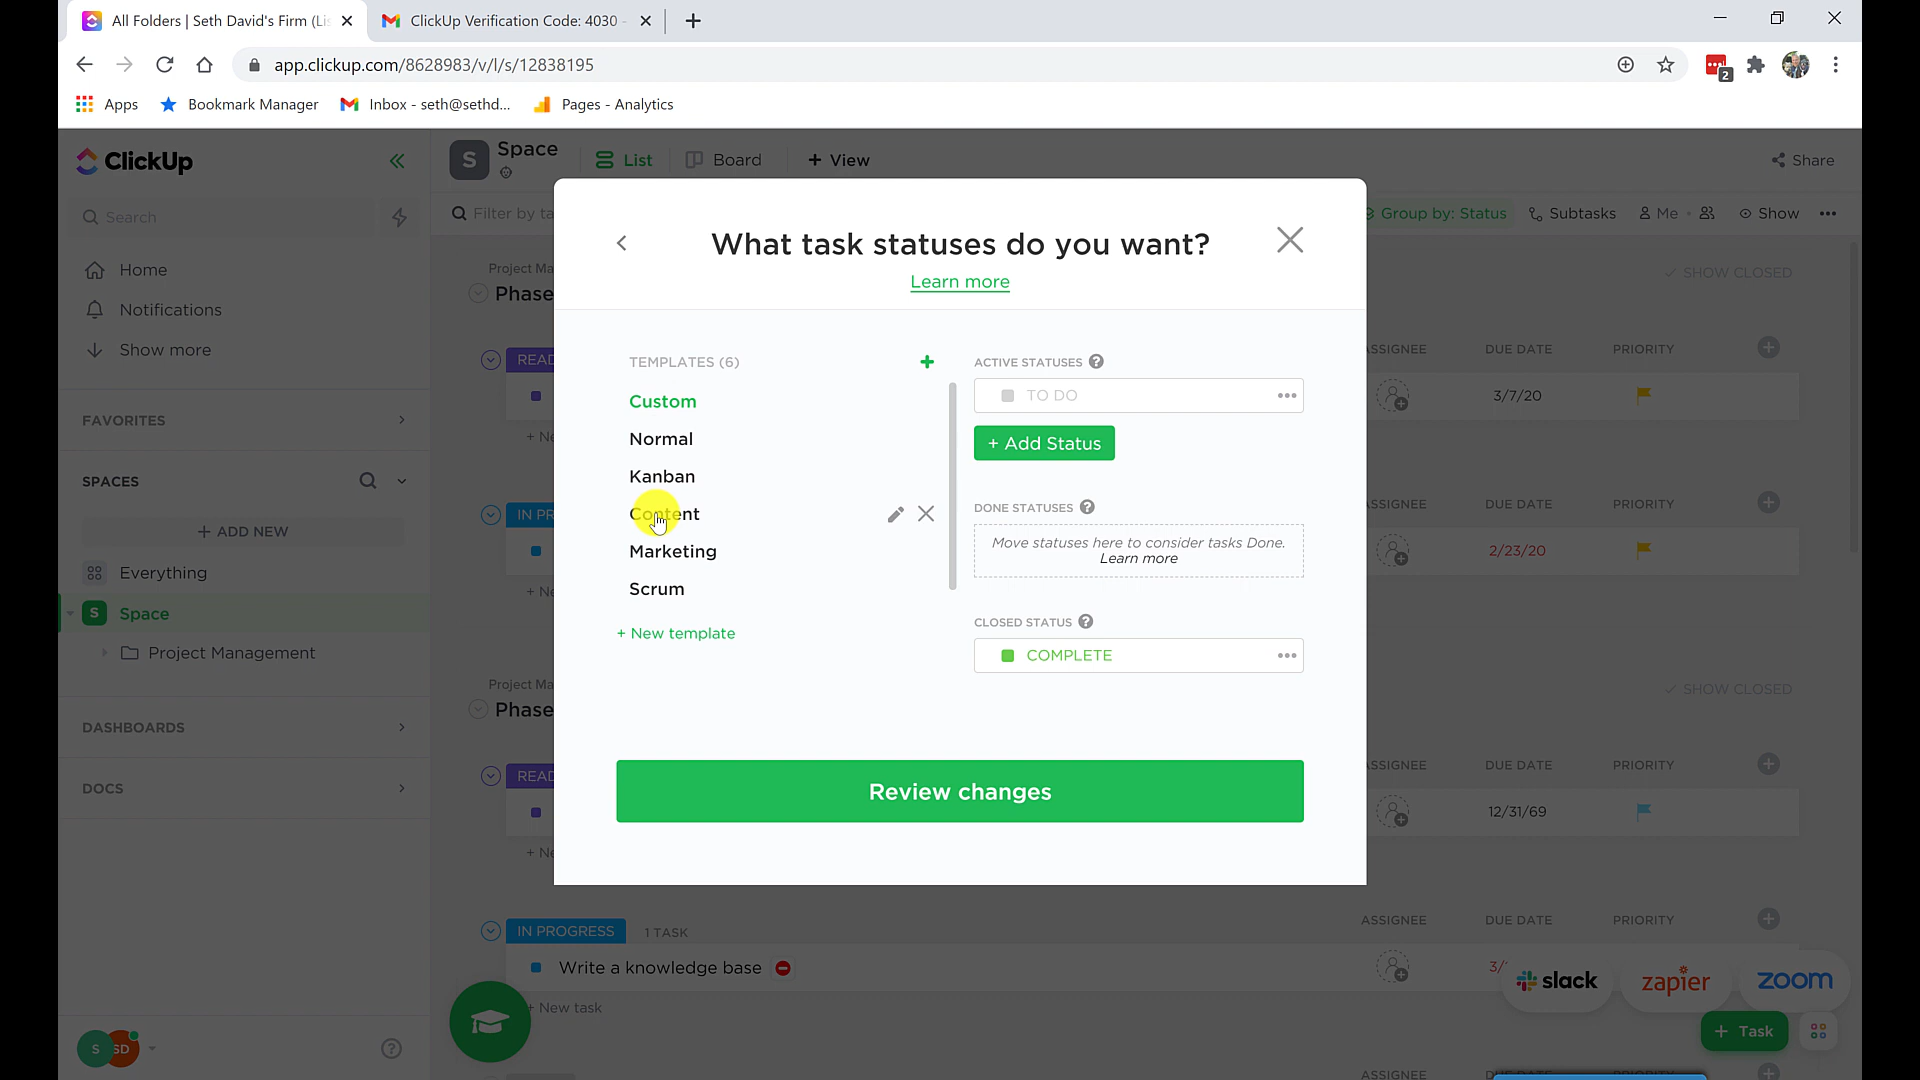 All Folders | Seth David's Firm (Lis
ClickUp Verification Code: 4030 -
app.clickup.com/8628983/v/l/s/12838195
2
Apps
Bookmark Manager
Inbox - seth@sethd...
Pages - Analytics
ClickUp
S
Space
List
Board
+ View
Share
Search
Filter by ta
Group by: Status
Subtasks
Me
Show
Home
Notifications
Show more
FAVORITES
SPACES
+ ADD NEW
Everything
S
Space
Project Management
DASHBOARDS
DOCS
S
SD
Project Ma
SHOW CLOSED
Phase
READ
ASSIGNEE
DUE DATE
PRIORITY
3/7/20
+ Ne
IN PR
ASSIGNEE
DUE DATE
PRIORITY
2/23/20
+ Ne
Project Ma
SHOW CLOSED
Phase
READ
ASSIGNEE
DUE DATE
PRIORITY
12/31/69
+ Ne
IN PROGRESS
1 TASK
ASSIGNEE
DUE DATE
PRIORITY
Write a knowledge base
3/
+ New task
slack
zapier
zoom
+ Task
ASSIGNEE
PRIORITY
What task statuses do you want?
Learn more
TEMPLATES (6)
Custom
Normal
Kanban
Content
Marketing
Scrum
+ New template
ACTIVE STATUSES
TO DO
+ Add Status
DONE STATUSES
Move statuses here to consider tasks Done.
Learn more
CLOSED STATUS
COMPLETE
Review changes